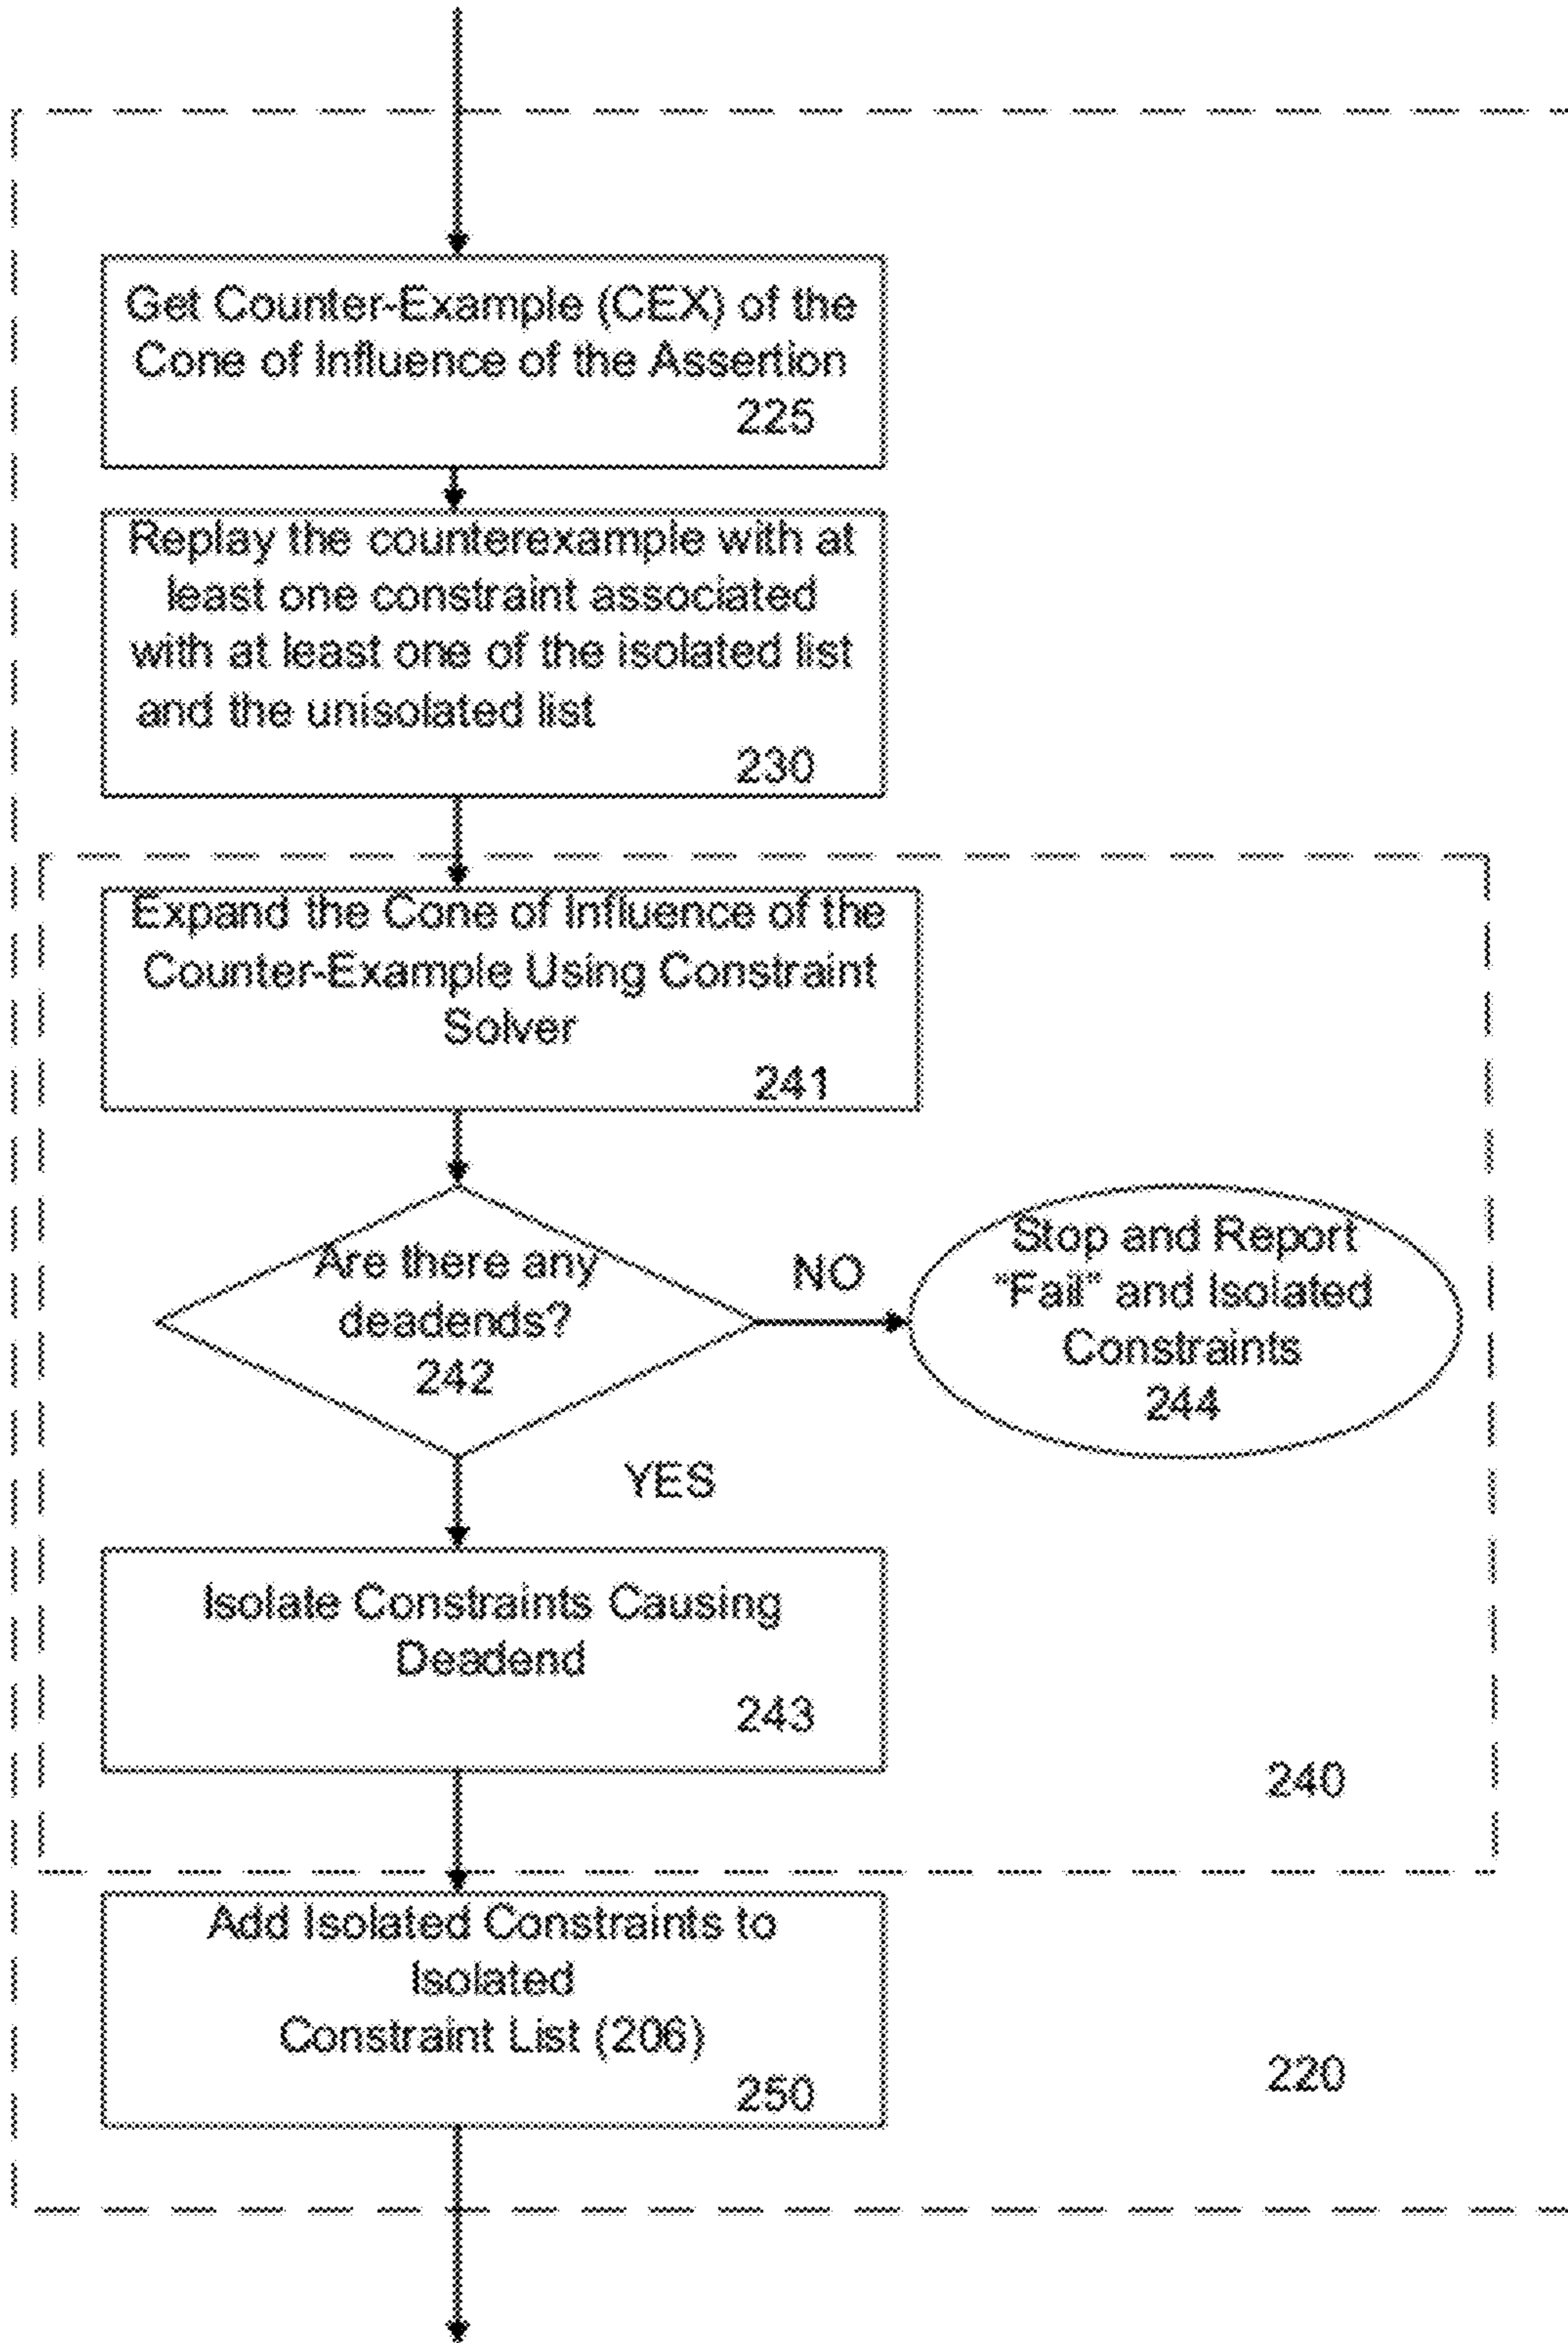 Get Counter-Example (CEX) of the
Cone of Influence of the Assertion
225
Replay the counterexample with at
least one constraint associated
with at least one of the isolated list
and the unisolated list
230
Expand the Cone of Influence of the
Counter-Example Using Constraint
Solver
241
Are there any
deadends?
242
NO
Stop and Report
"Fail" and Isolated
Constraints
244
YES
Isolate Constraints Causing
Deadend
243
240
Add Isolated Constraints to
Isolated
Constraint List (206)
250
220